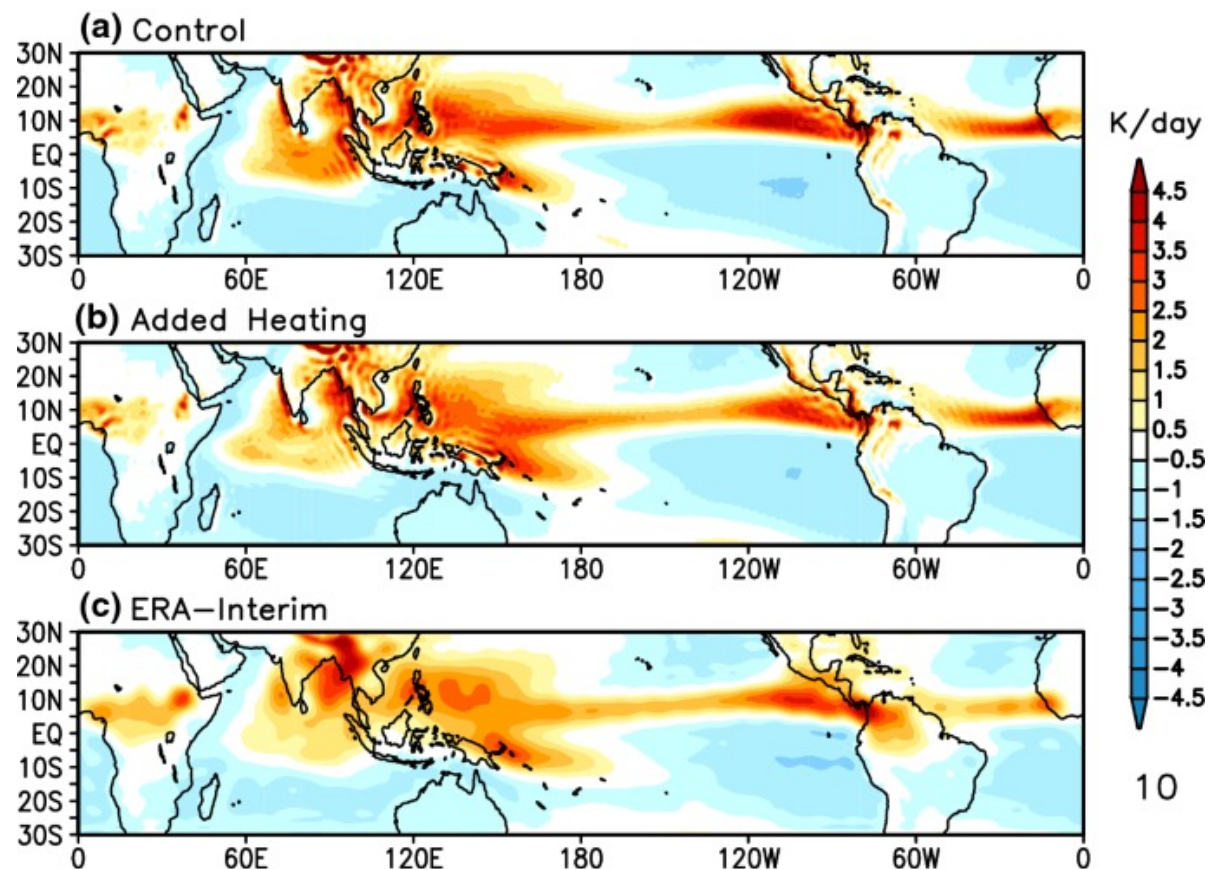 (a) Control
30N
20N
10N
EQ
10S
20S
30S
0 60E 120E 180 120W 60W 0
(b) Added Heating
30N
20N
10N
EQ
10S
20S
30S
0 60E 120E 180 120W 60W 0
(c) ERA-Interim
30N
20N
10N
EQ
10S
20S
30S
0 60E 120E 180 120W 60W 0
K/day
4.5
4
3.5
3
2.5
2
1.5
1
0.5
-0.5
-1
-1.5
-2
-2.5
-3
-3.5
-4
-4.5
10